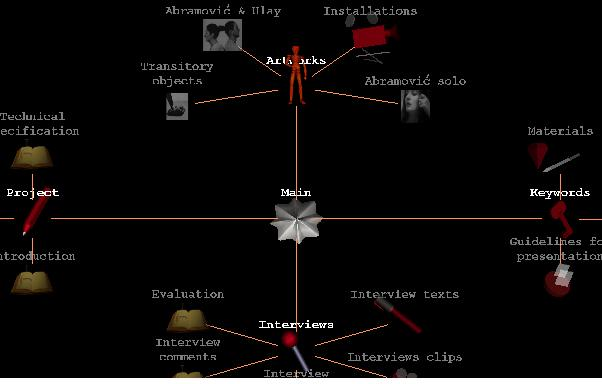 Abramović & Ulay
Installations
Artworks
Transitory
objects
Abramović solo
Technical
ecification
Materials
Project
Main
Keywords
ntroduction
Guidelines fo
presentation
Evaluation
Interview texts
Interviews
Interview
comments
Interviews clips
Interview